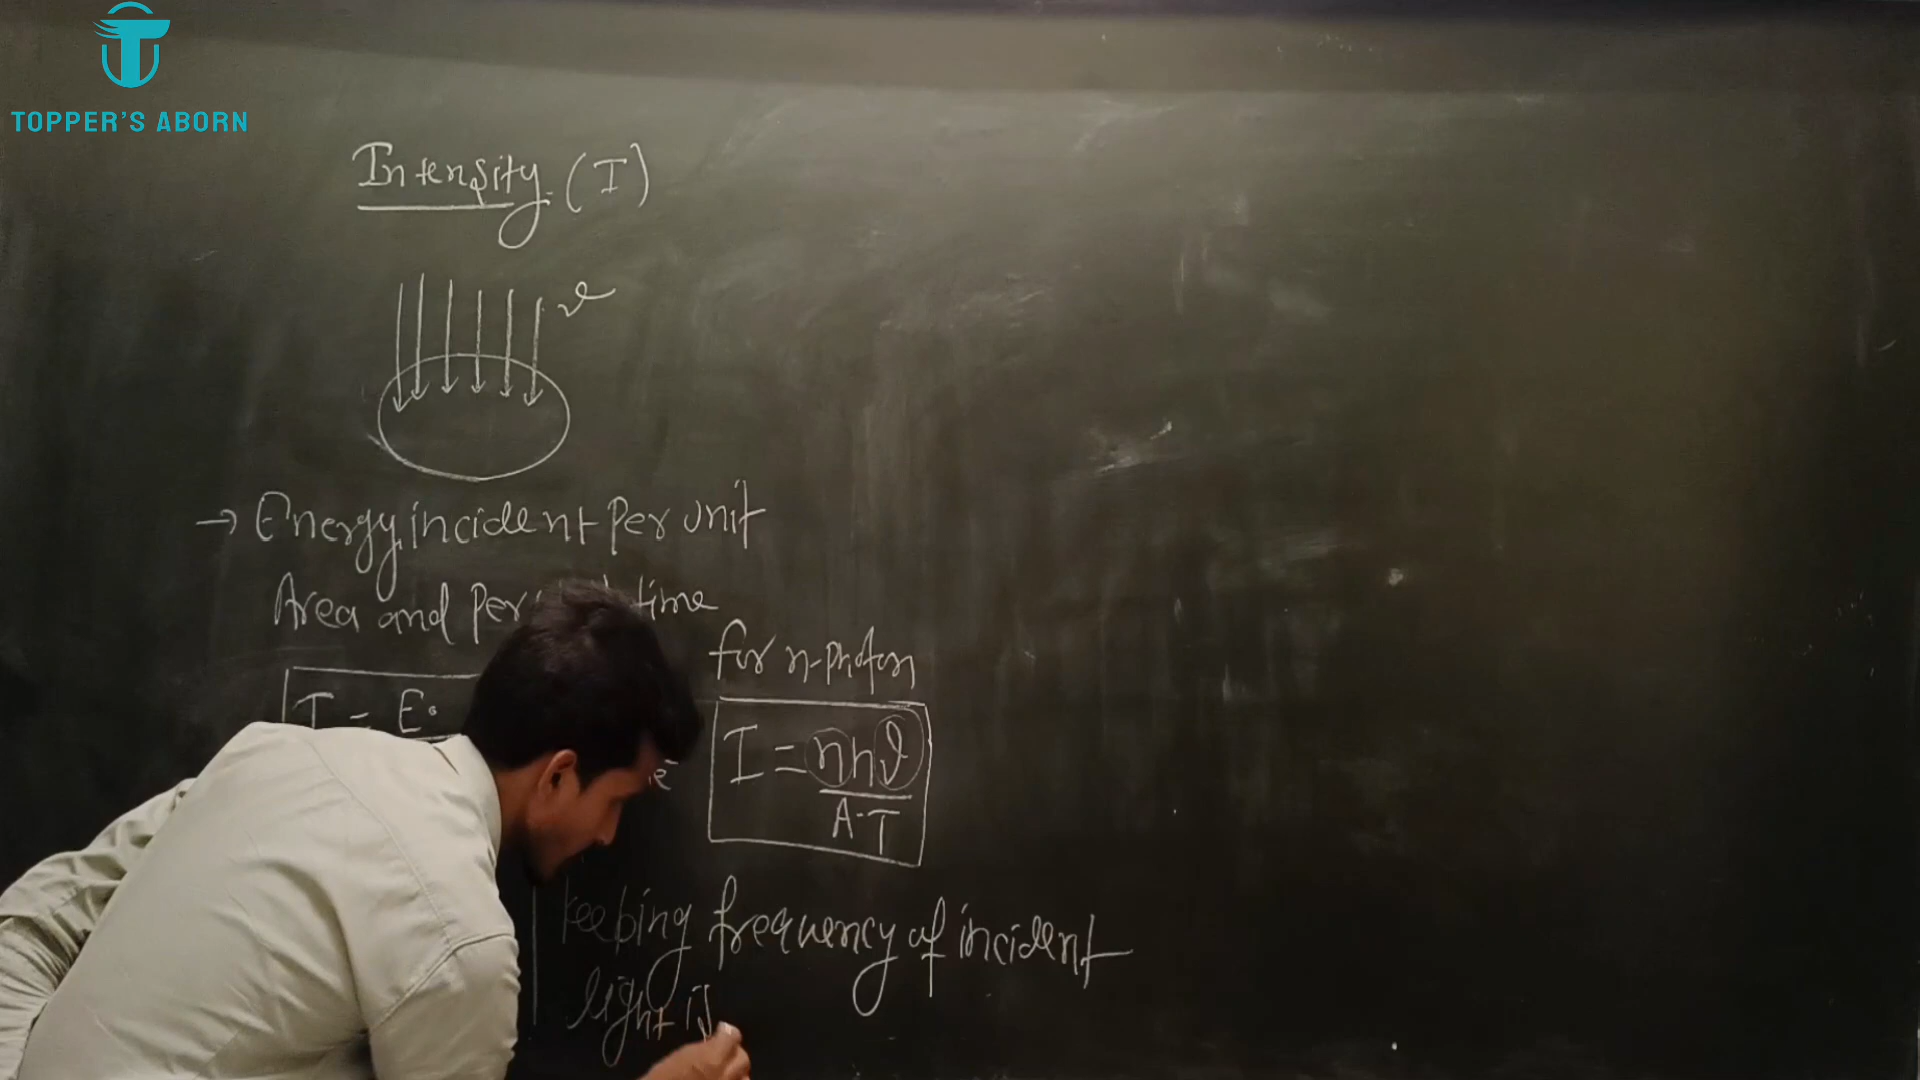 TOPPER'S ABORN
Intensity (I)
ν
→ Energy incident per unit
Area and per time
for n-photon
I = E
I = nhν
A·T
keeping frequency of incident
light is